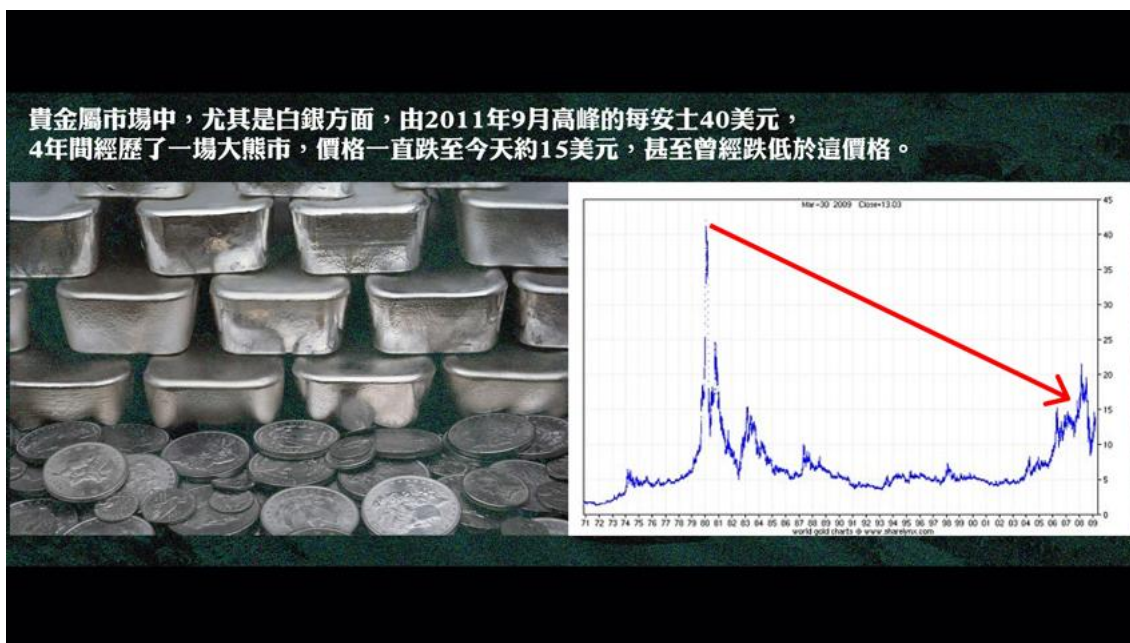 貴金屬市場中，尤其是白銀方面，由2011年9月高峰的每安士40美元，
4年間經歷了一場大熊市，價格一直跌至今天約15美元，甚至曾經跌低於這價格。
Mar-30 2009 Close=13.03
45
40
35
30
25
20
15
10
5
0
71 72 73 74 75 76 77 78 79 80 81 82 83 84 85 86 87 88 89 90 91 92 93 94 95 96 97 98 99 00 01 02 03 04 05 06 07 08 09
world gold charts @ www.sharelynx.com